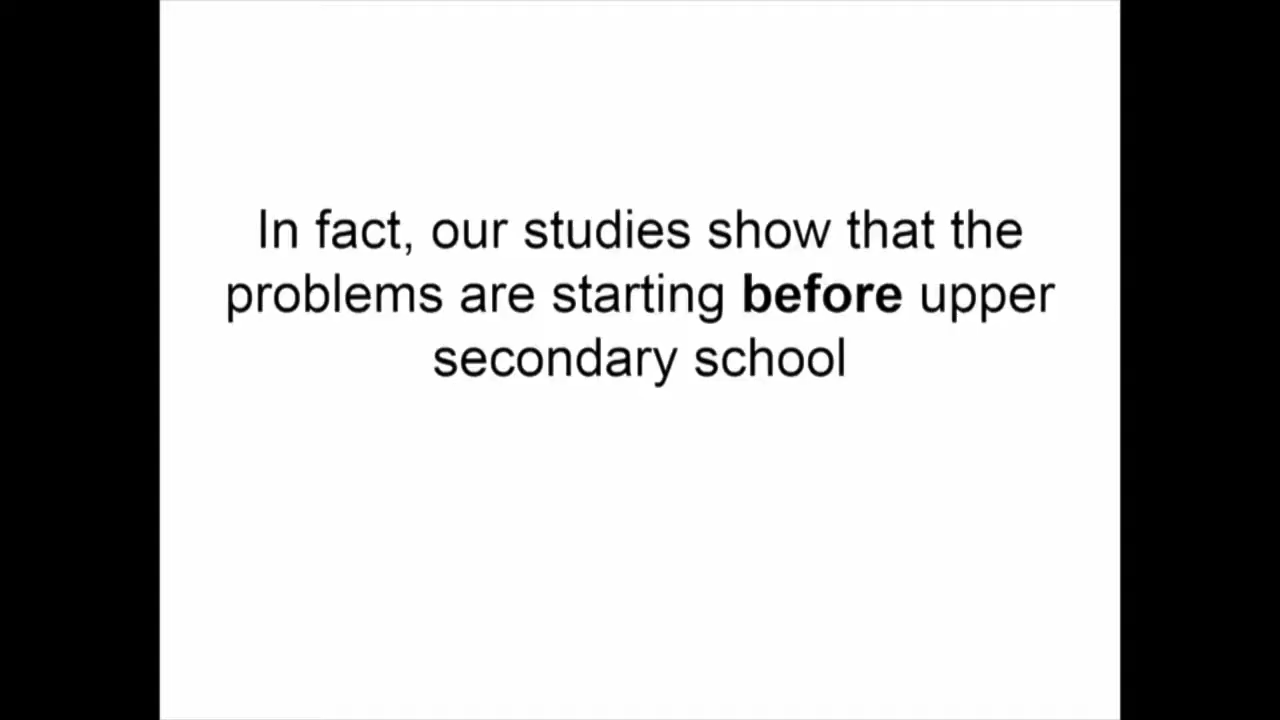 In fact, our studies show that the
problems are starting before upper
secondary school